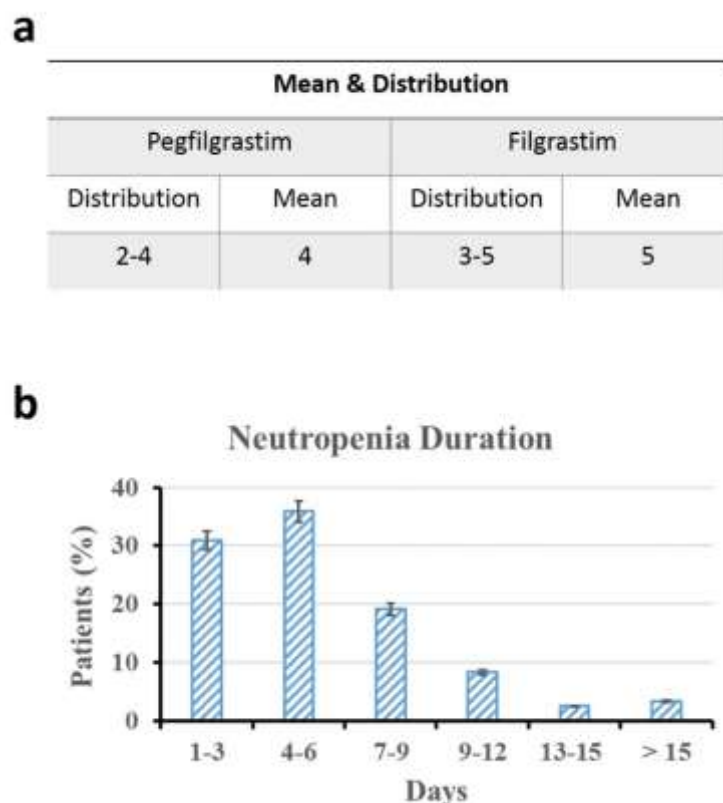 a
Mean & Distribution
Pegfilgrastim Filgrastim
Distribution Mean Distribution Mean
2-4 4 3-5 5
b
Neutropenia Duration
Patients (%)
40
30
20
10
0
1-3 4-6 7-9 9-12 13-15 > 15
Days